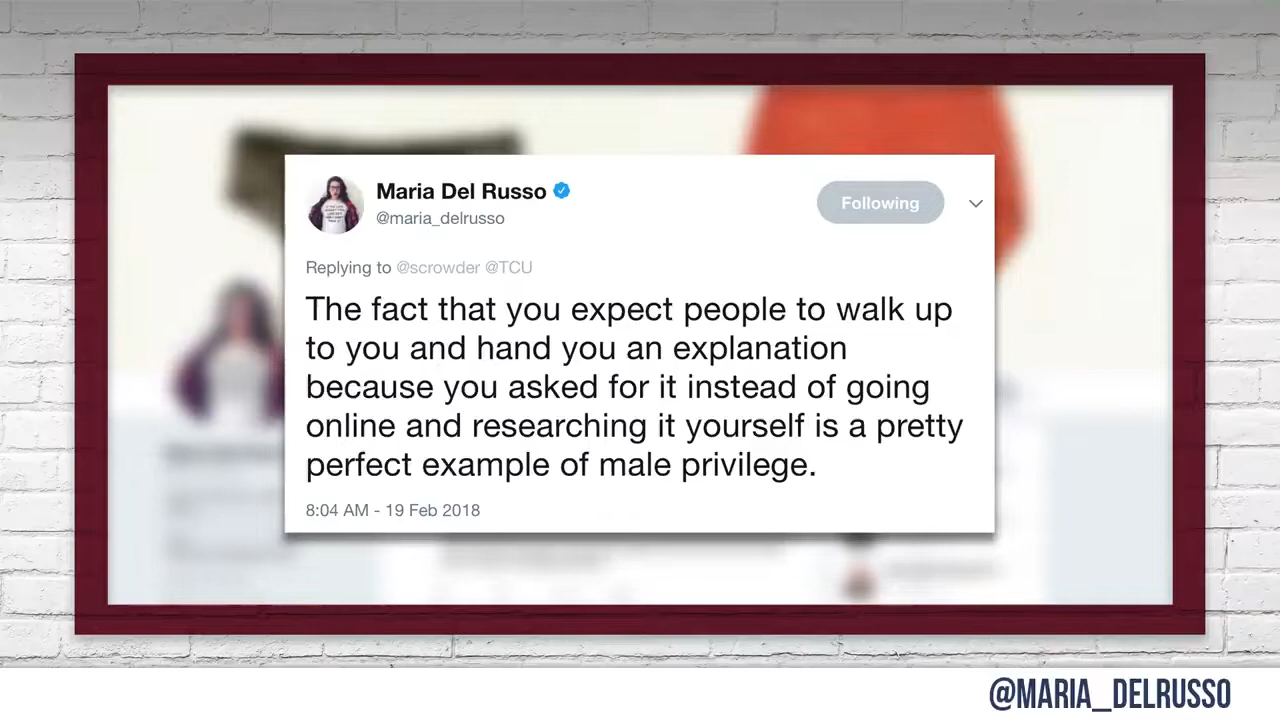 Maria Del Russo
@maria_delrusso
Following
Replying to @scrowder @TCU
The fact that you expect people to walk up
to you and hand you an explanation
because you asked for it instead of going
online and researching it yourself is a pretty
perfect example of male privilege.
8:04 AM - 19 Feb 2018
@MARIA_DELRUSSO